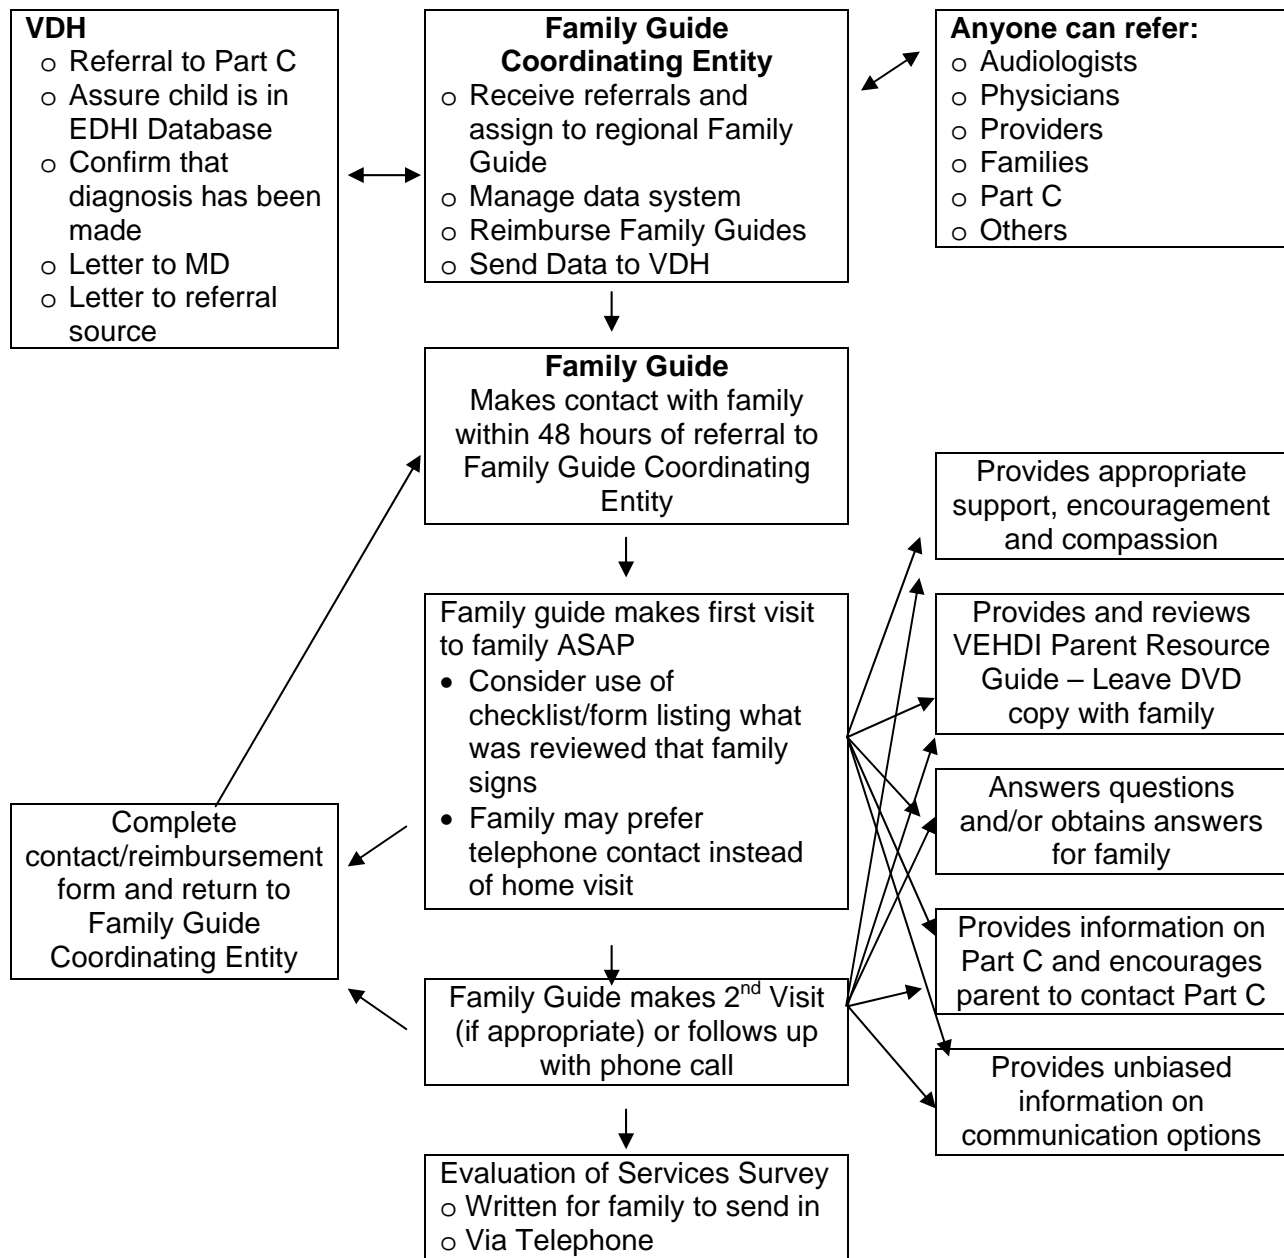 VDH
o Referral to Part C
o Assure child is in
EDHI Database
o Confirm that
diagnosis has been
made
o Letter to MD
o Letter to referral
source
Family Guide
Coordinating Entity
o Receive referrals and
assign to regional Family
Guide
o Manage data system
o Reimburse Family Guides
o Send Data to VDH
Anyone can refer:
o Audiologists
o Physicians
o Providers
o Families
o Part C
o Others
Family Guide
Makes contact with family
within 48 hours of referral to
Family Guide Coordinating
Entity
Family guide makes first visit
to family ASAP
• Consider use of
checklist/form listing what
was reviewed that family
signs
• Family may prefer
telephone contact instead
of home visit
Complete
contact/reimbursement
form and return to
Family Guide
Coordinating Entity
Family Guide makes 2nd Visit
(if appropriate) or follows up
with phone call
Evaluation of Services Survey
o Written for family to send in
o Via Telephone
Provides appropriate
support, encouragement
and compassion
Provides and reviews
VEHDI Parent Resource
Guide – Leave DVD
copy with family
Answers questions
and/or obtains answers
for family
Provides information on
Part C and encourages
parent to contact Part C
Provides unbiased
information on
communication options